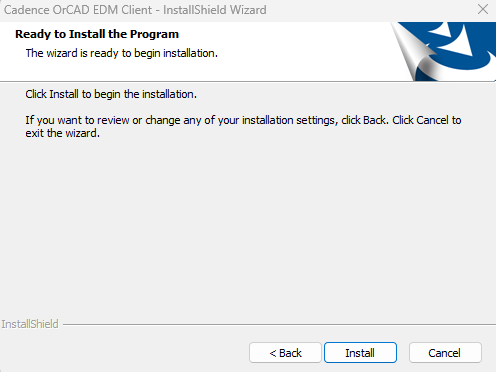 Cadence OrCAD EDM Client - InstallShield Wizard
Ready to Install the Program
The wizard is ready to begin installation.
Click Install to begin the installation.
If you want to review or change any of your installation settings, click Back. Click Cancel to
exit the wizard.
InstallShield
< Back
Install
Cancel